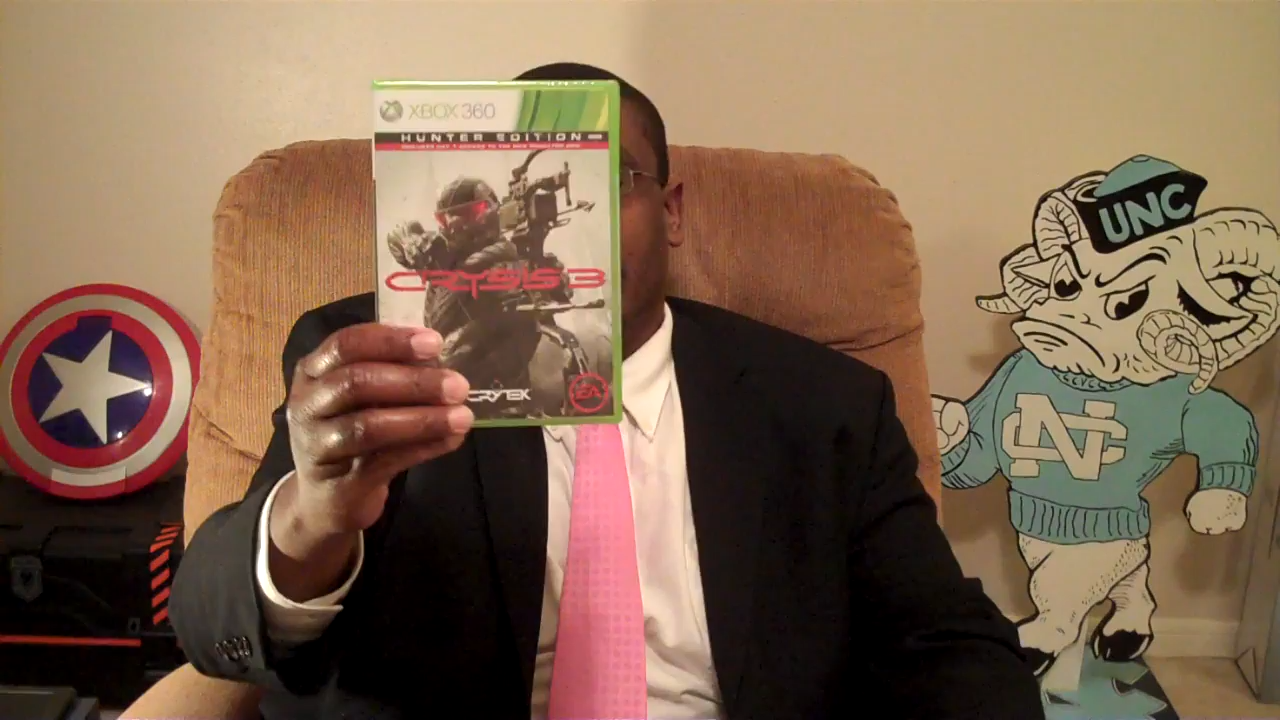 XBOX 360
HUNTER EDITION
CRYSIS 3
CRYTEK
EA
UNC
NC